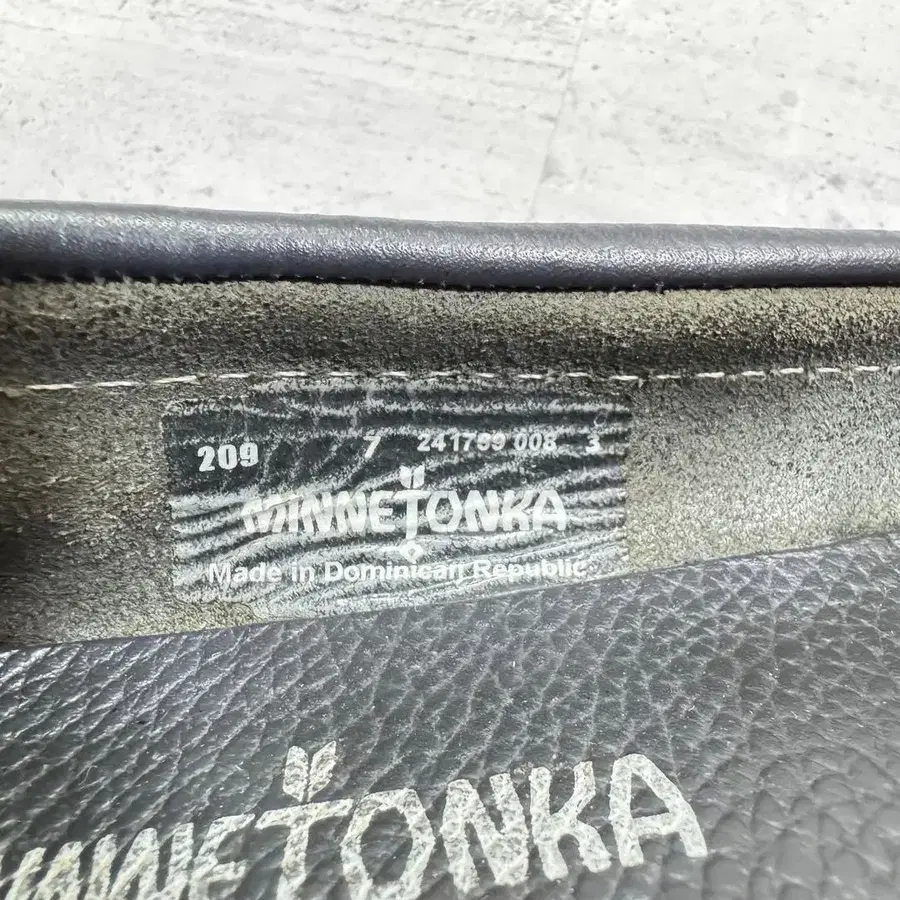 209 7 241799 008 3
MINNETONKA
Made in Dominican Republic
MINNETONKA